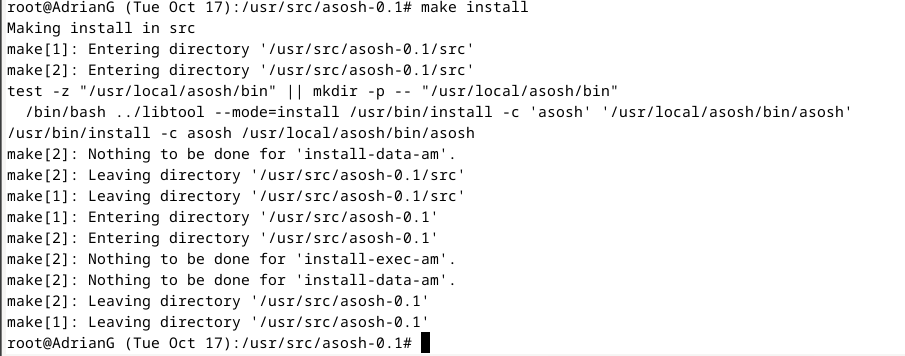 root@AdrianG (Tue Oct 17):/usr/src/asosh-0.1# make install
Making install in src
make[1]: Entering directory '/usr/src/asosh-0.1/src'
make[2]: Entering directory '/usr/src/asosh-0.1/src'
test -z "/usr/local/asosh/bin" || mkdir -p -- "/usr/local/asosh/bin"
  /bin/bash ../libtool --mode=install /usr/bin/install -c 'asosh' '/usr/local/asosh/bin/asosh'
/usr/bin/install -c asosh /usr/local/asosh/bin/asosh
make[2]: Nothing to be done for 'install-data-am'.
make[2]: Leaving directory '/usr/src/asosh-0.1/src'
make[1]: Leaving directory '/usr/src/asosh-0.1/src'
make[1]: Entering directory '/usr/src/asosh-0.1'
make[2]: Entering directory '/usr/src/asosh-0.1'
make[2]: Nothing to be done for 'install-exec-am'.
make[2]: Nothing to be done for 'install-data-am'.
make[2]: Leaving directory '/usr/src/asosh-0.1'
make[1]: Leaving directory '/usr/src/asosh-0.1'
root@AdrianG (Tue Oct 17):/usr/src/asosh-0.1#